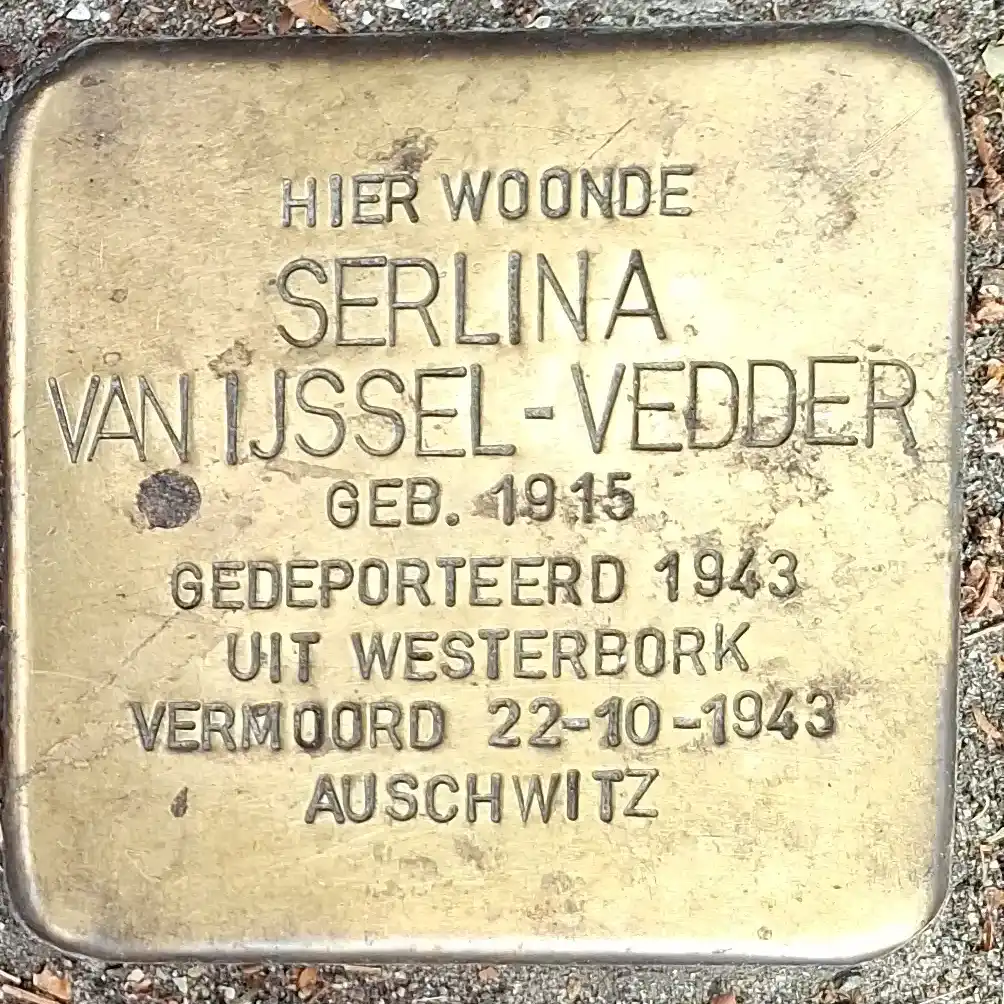 HIER WOONDE
SERLINA
VAN IJSSEL-VEDDER
GEB. 1915
GEDEPORTEERD 1943
UIT WESTERBORK
VERMOORD 22-10-1943
AUSCHWITZ